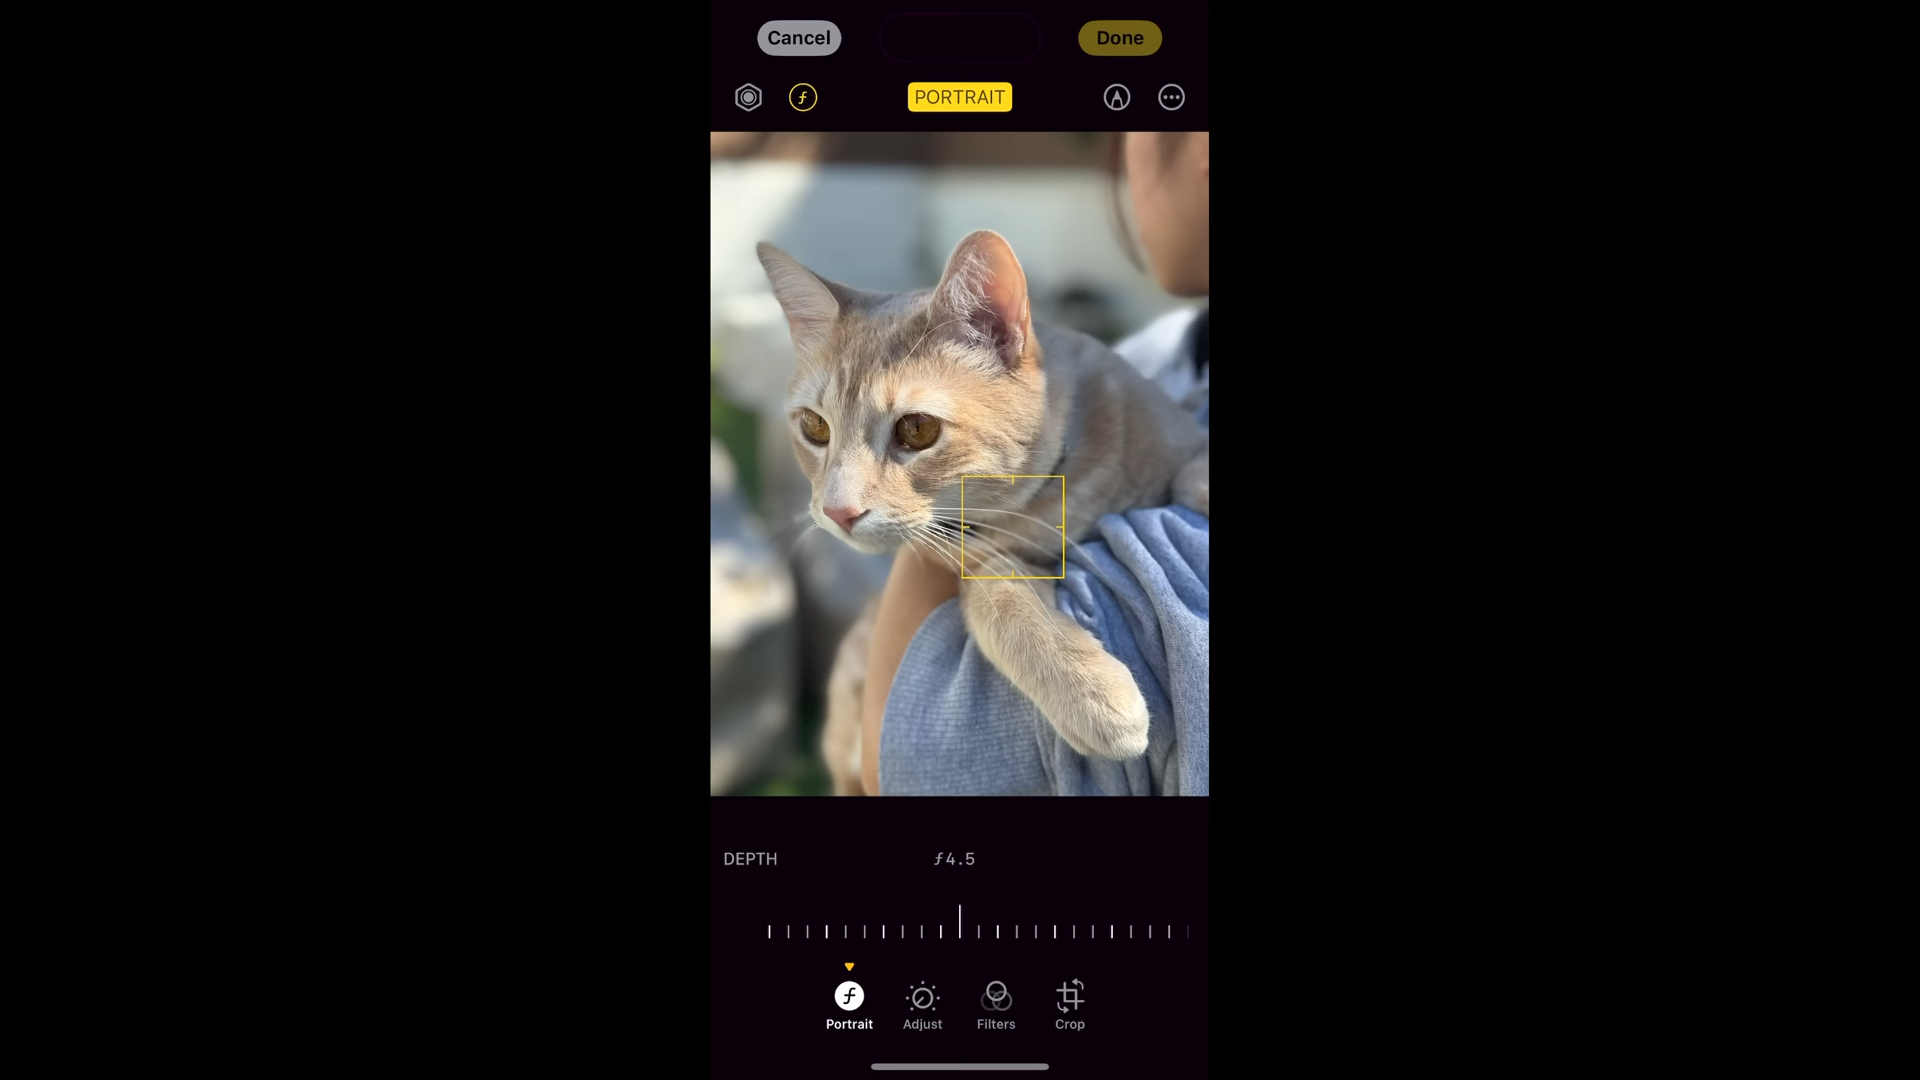 Cancel
Done
PORTRAIT
DEPTH
ƒ4.5
Portrait
Adjust
Filters
Crop